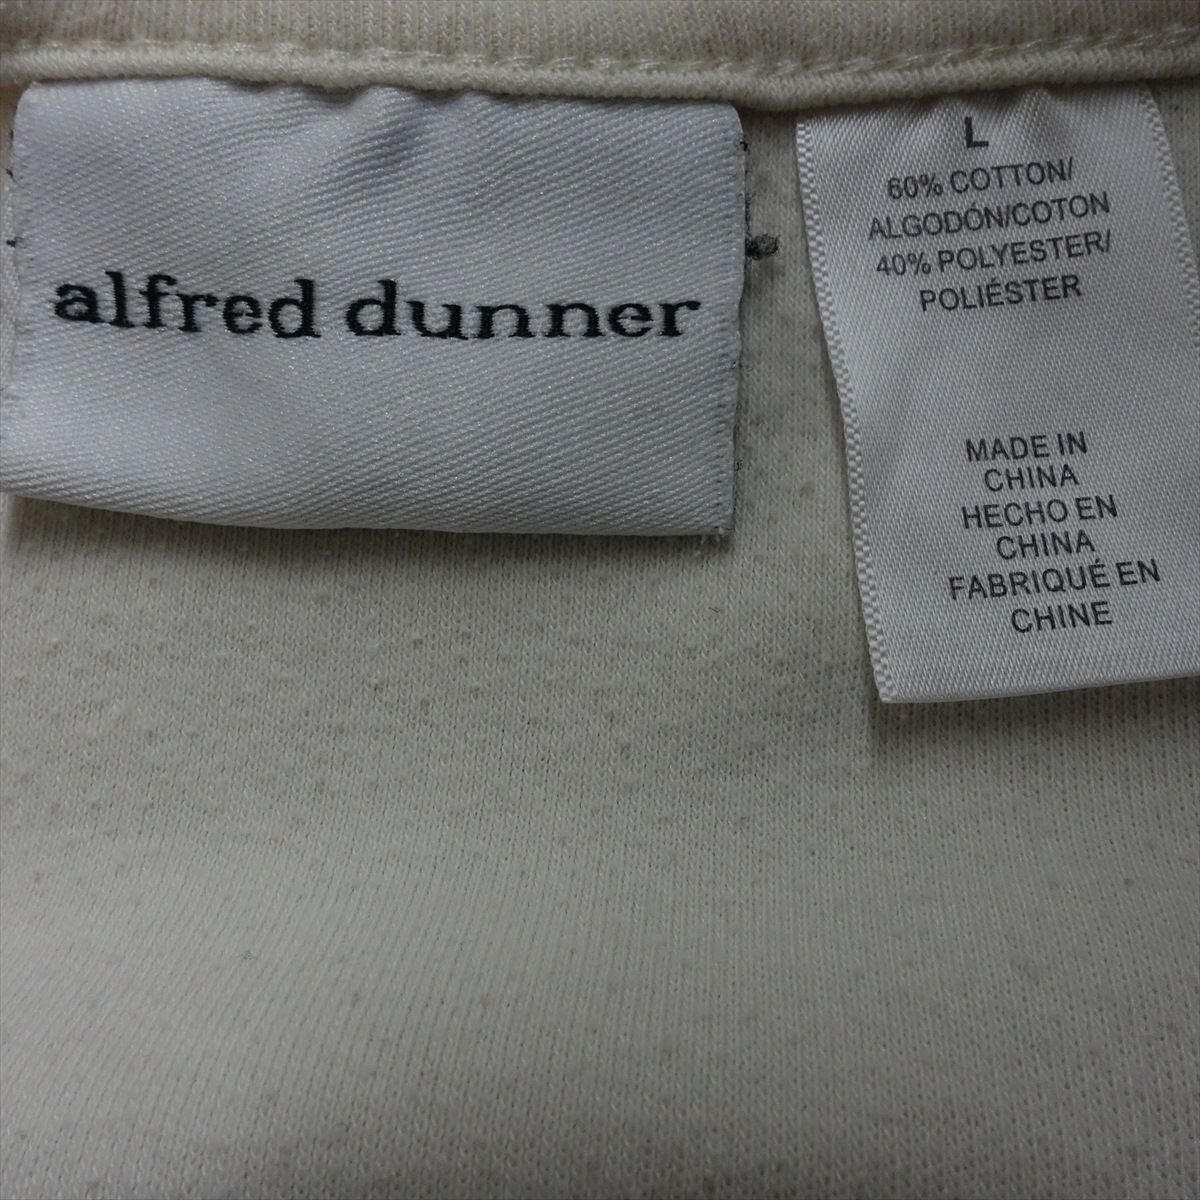 alfred dunner
L
60% COTTON/
ALGODÓN/COTON
40% POLYESTER/
POLIÉSTER
MADE IN
CHINA
HECHO EN
CHINA
FABRIQUÉ EN
CHINE